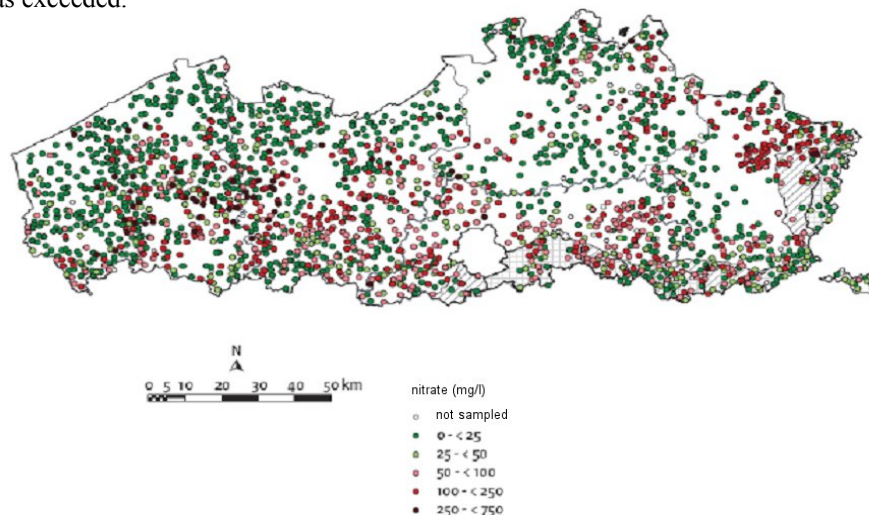 as exceeded.
N
0 5 10 20 30 40 50 km
nitrate (mg/l)
not sampled
0 - < 25
25 - < 50
50 - < 100
100 - < 250
250 - < 750